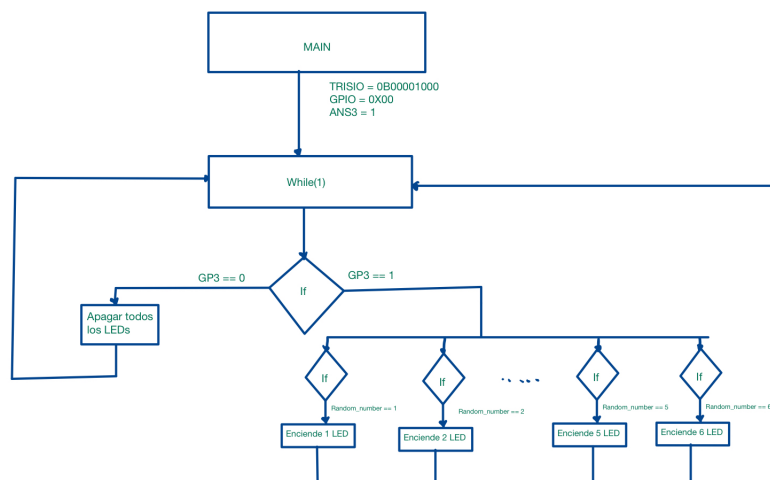 MAIN
TRISIO = 0B00001000
GPIO = 0X00
ANS3 = 1
While(1)
GP3 == 0
GP3 == 1
If
Apagar todos
los LEDs
If
If
If
If
Random_number == 1
Random_number == 2
Random_number == 5
Random_number == 6
Enciende 1 LED
Enciende 2 LED
Enciende 5 LED
Enciende 6 LED